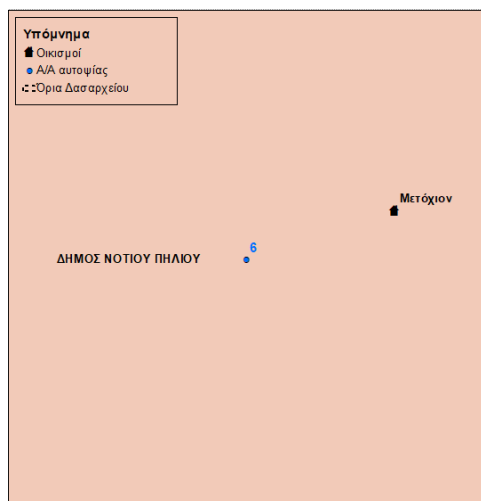 Υπόμνημα
Οικισμοί
Α/Α αυτοψίας
Όρια Δασαρχείου
Μετόχιον
6
ΔΗΜΟΣ ΝΟΤΙΟΥ ΠΗΛΙΟΥ